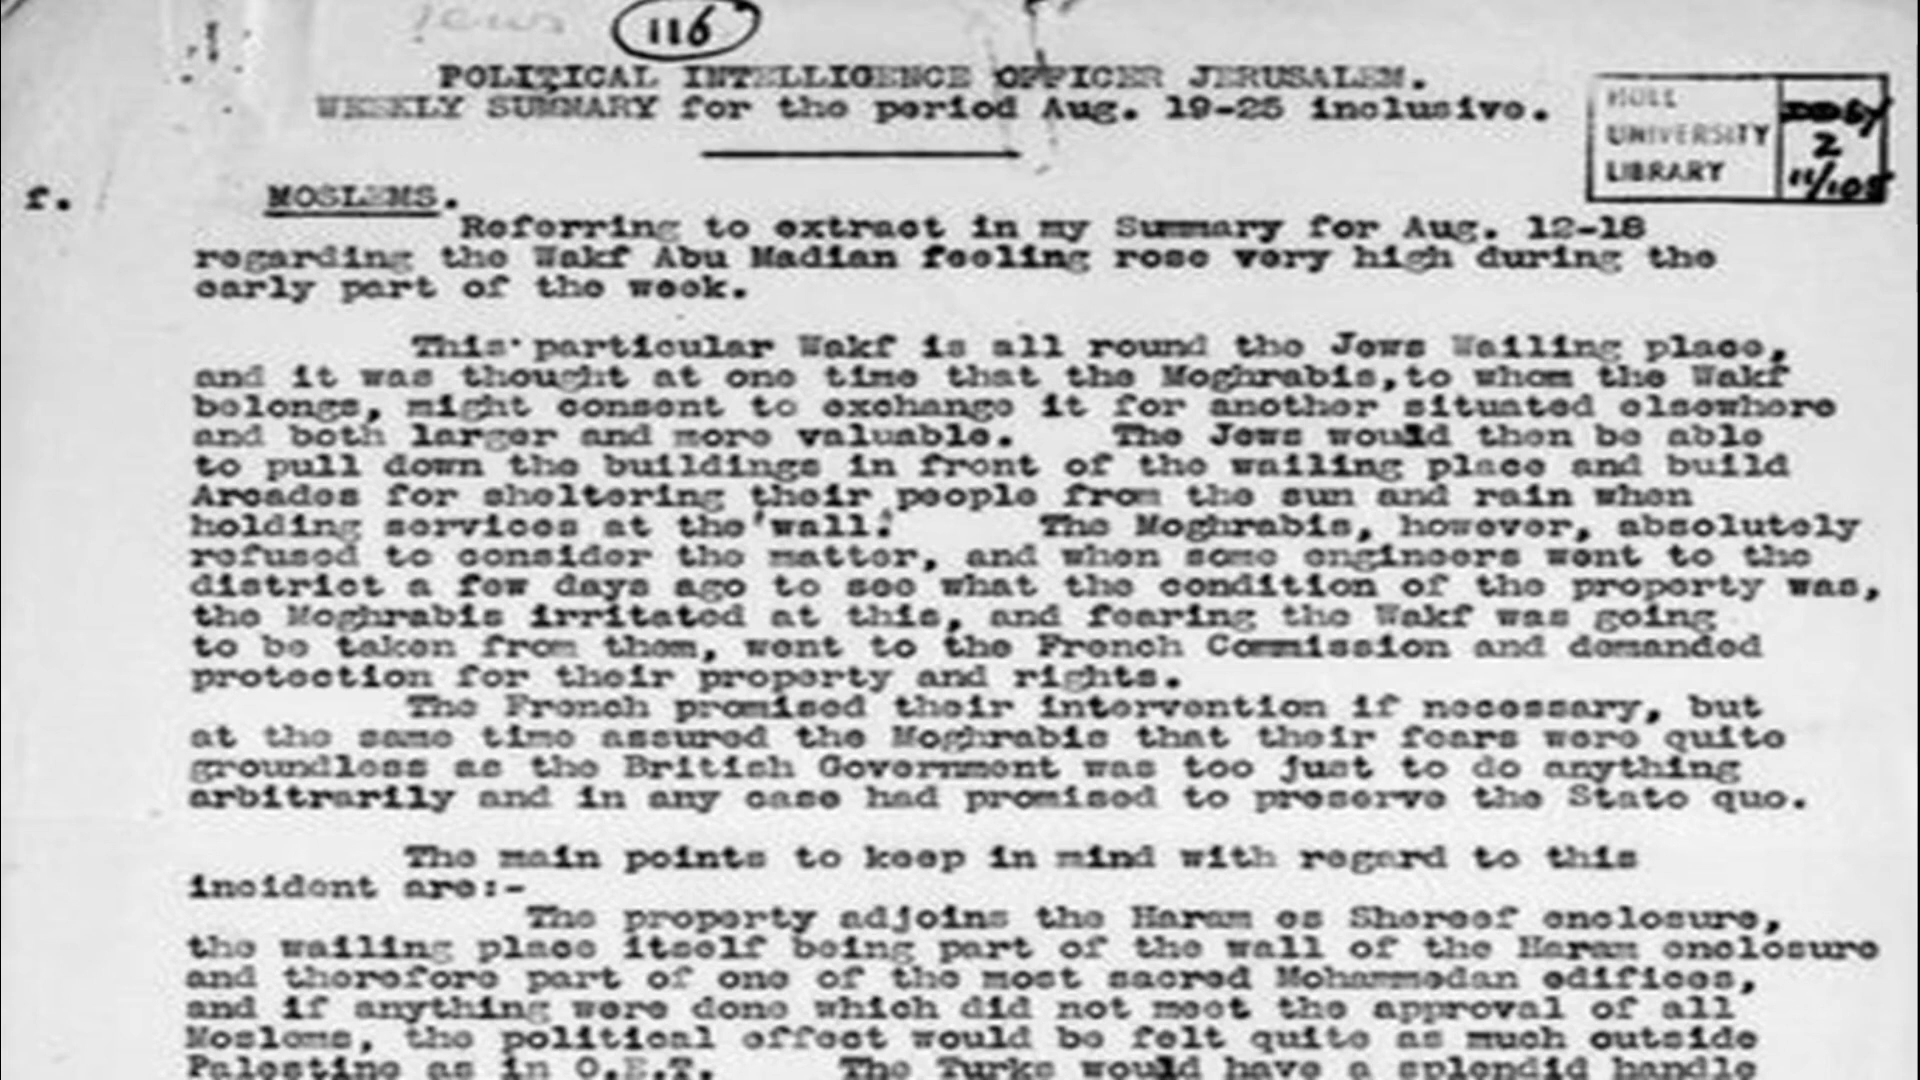 Jews
116
POLITICAL INTELLIGENCE OFFICER JERUSALEM.
WEEKLY SUMMARY for the period Aug. 19-25 inclusive.
HULL
UNIVERSITY
LIBRARY
DDSY
2
11/108
f.
MOSLEMS.
Referring to extract in my Summary for Aug. 12-18
regarding the Wakf Abu Madian feeling rose very high during the
early part of the week.
This particular Wakf is all round the Jews Wailing place,
and it was thought at one time that the Moghrabis, to whom the Wakf
belongs, might consent to exchange it for another situated elsewhere
and both larger and more valuable. The Jews would then be able
to pull down the buildings in front of the wailing place and build
Arcades for sheltering their people from the sun and rain when
holding services at the 'wall.' The Moghrabis, however, absolutely
refused to consider the matter, and when some engineers went to the
district a few days ago to see what the condition of the property was,
the Moghrabis irritated at this, and fearing the Wakf was going
to be taken from them, went to the French Commission and demanded
protection for their property and rights.
The French promised their intervention if necessary, but
at the same time assured the Moghrabis that their fears were quite
groundless as the British Government was too just to do anything
arbitrarily and in any case had promised to preserve the Stato quo.
The main points to keep in mind with regard to this
incident are:-
The property adjoins the Haram es Shereef enclosure,
the wailing place itself being part of the wall of the Haram enclosure
and therefore part of one of the most sacred Mohammedan edifices,
and if anything were done which did not meet the approval of all
Moslems, the political effect would be felt quite as much outside
Palestine as in O.E.T. The Turks would have a splendid handle